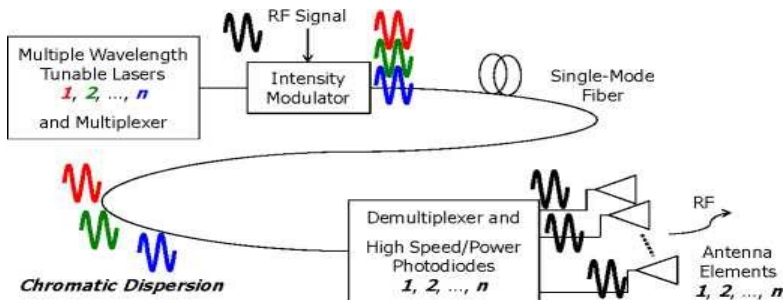 RF Signal
Multiple Wavelength
Tunable Lasers
1, 2, ..., n
and Multiplexer
Intensity
Modulator
Single-Mode
Fiber
Chromatic Dispersion
Demultiplexer and
High Speed/Power
Photodiodes
1, 2, ..., n
RF
Antenna
Elements
1, 2, ..., n